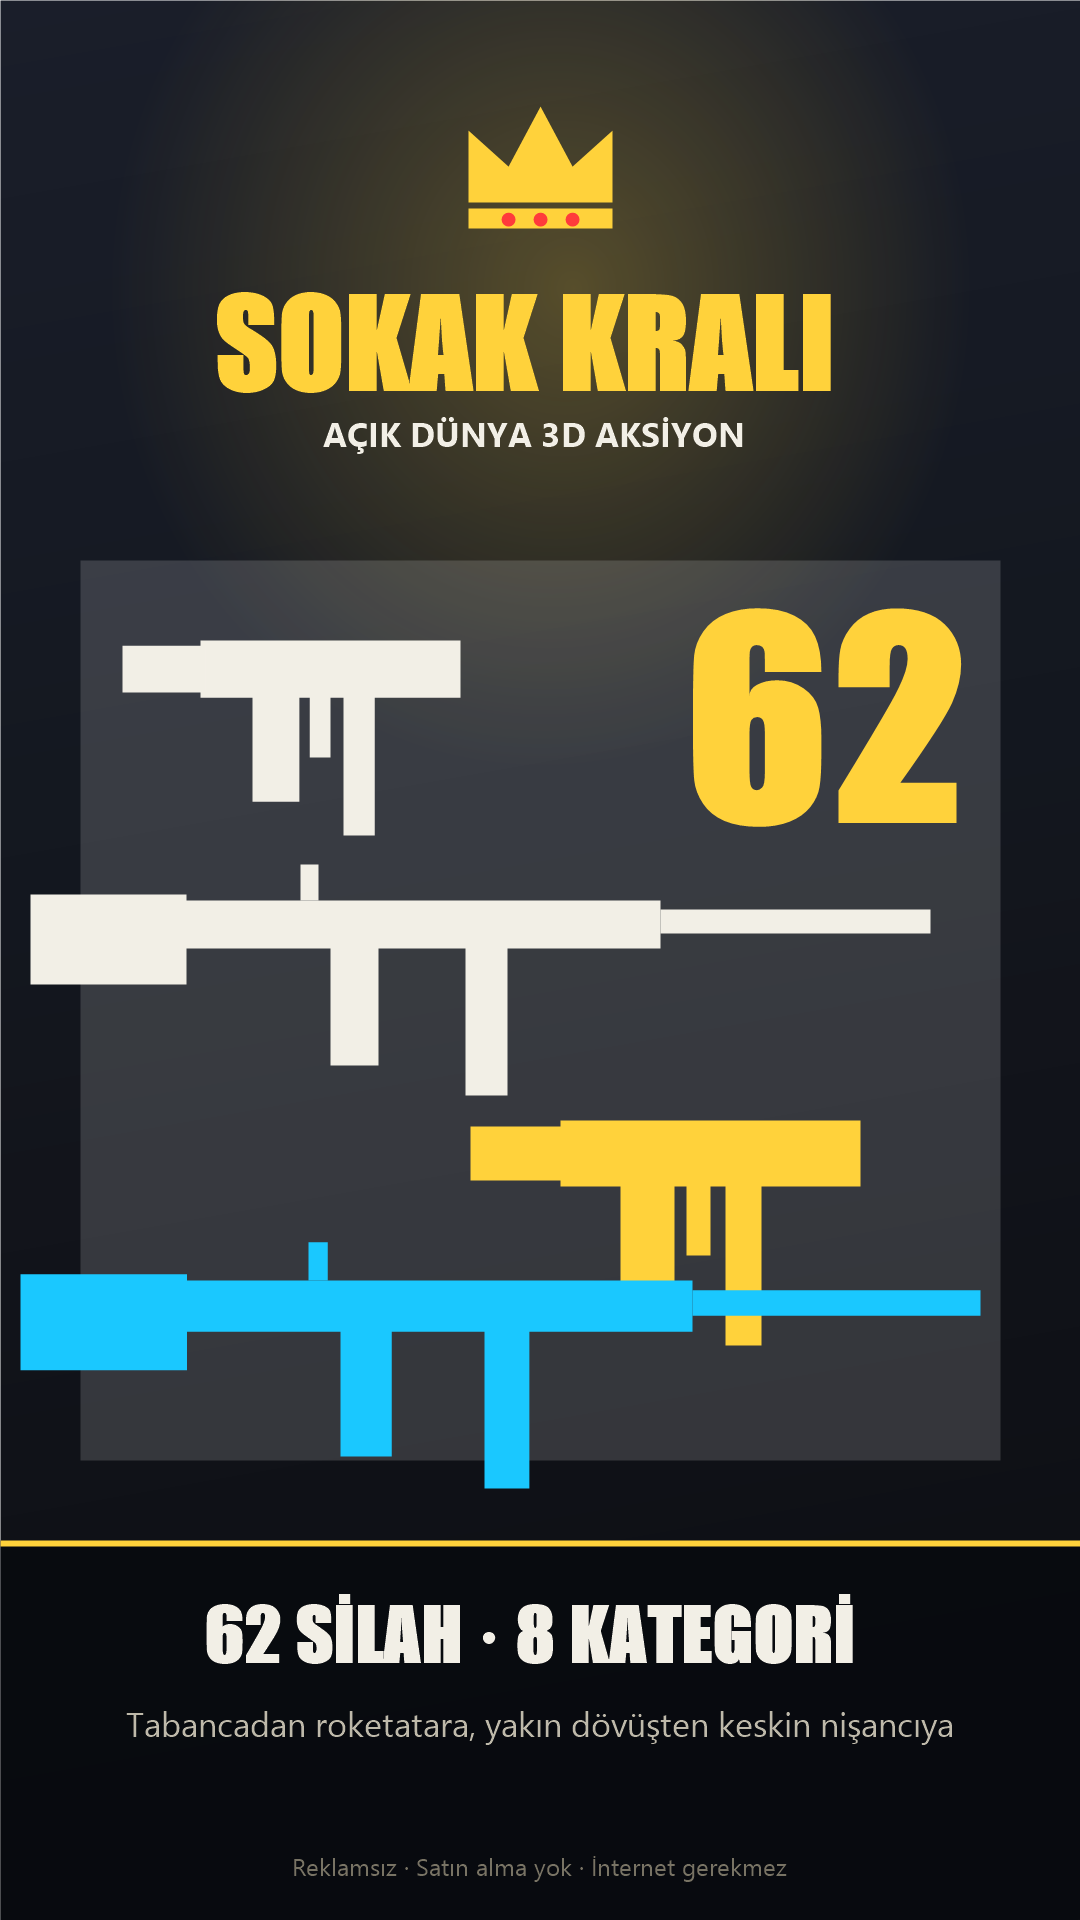 SOKAK KRALI
AÇIK DÜNYA 3D AKSİYON
62
62 SİLAH · 8 KATEGORİ
Tabancadan roketatara, yakın dövüşten keskin nişancıya
Reklamsız · Satın alma yok · İnternet gerekmez